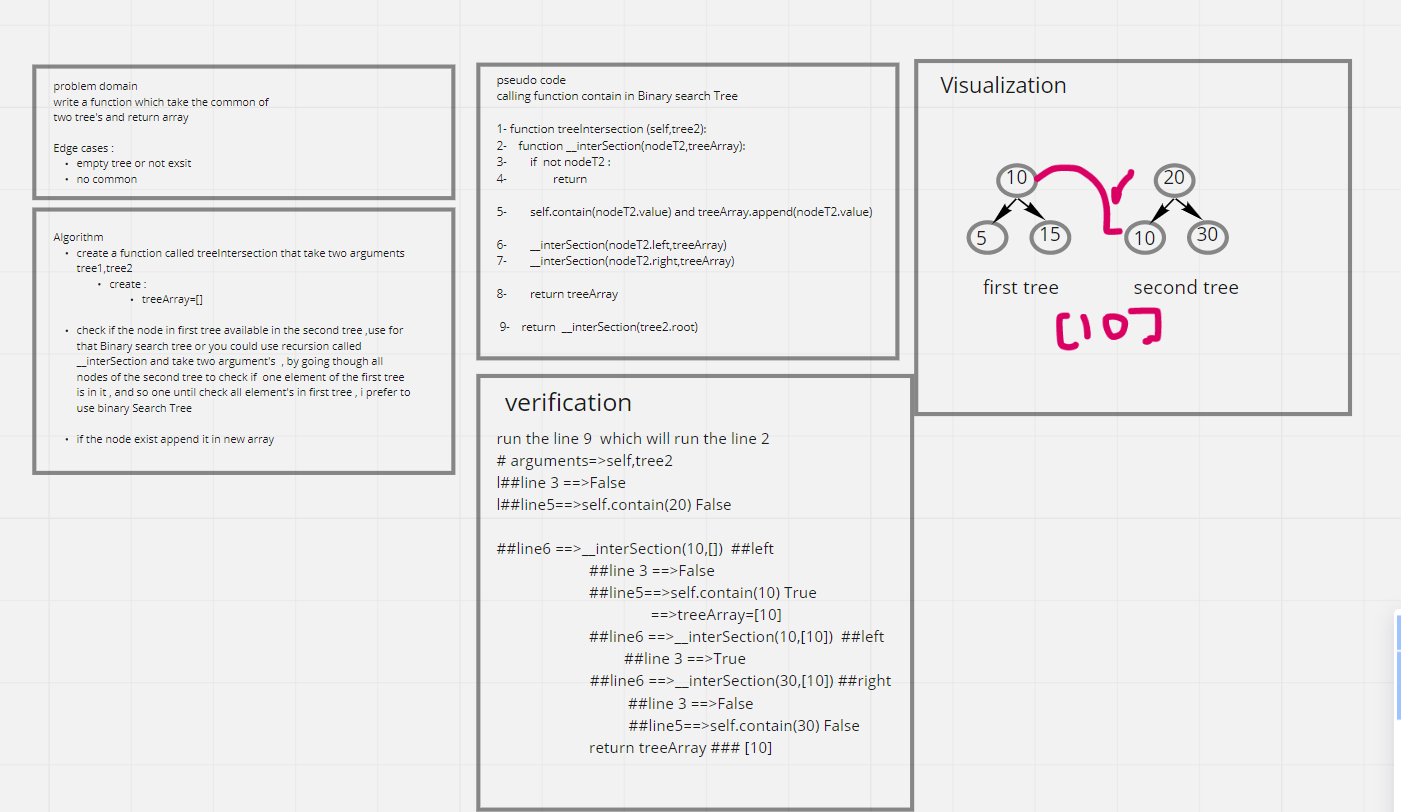 problem domain
write a function which take the common of
two tree's and return array
Edge cases :
• empty tree or not exsit
• no common
Algorithm
• create a function called treeIntersection that take two arguments
tree1,tree2
• create :
• treeArray=[]
• check if the node in first tree available in the second tree ,use for
that Binary search tree or you could use recursion called
__interSection and take two argument's , by going though all
nodes of the second tree to check if one element of the first tree
is in it , and so one until check all element's in first tree , i prefer to
use binary Search Tree
• if the node exist append it in new array
pseudo code
calling function contain in Binary search Tree
1- function treeIntersection (self,tree2):
2- function __interSection(nodeT2,treeArray):
3- if not nodeT2 :
4- return
5- self.contain(nodeT2.value) and treeArray.append(nodeT2.value)
6- __interSection(nodeT2.left,treeArray)
7- __interSection(nodeT2.right,treeArray)
8- return treeArray
9- return __interSection(tree2.root)
verification
run the line 9 which will run the line 2
# arguments=>self,tree2
l##line 3 ==>False
l##line5==>self.contain(20) False
##line6 ==>__interSection(10,[]) ##left
##line 3 ==>False
##line5==>self.contain(10) True
==>treeArray=[10]
##line6 ==>__interSection(10,[10]) ##left
##line 3 ==>True
##line6 ==>__interSection(30,[10]) ##right
##line 3 ==>False
##line5==>self.contain(30) False
return treeArray ### [10]
Visualization
10 20
5 15 10 30
first tree second tree
[10]